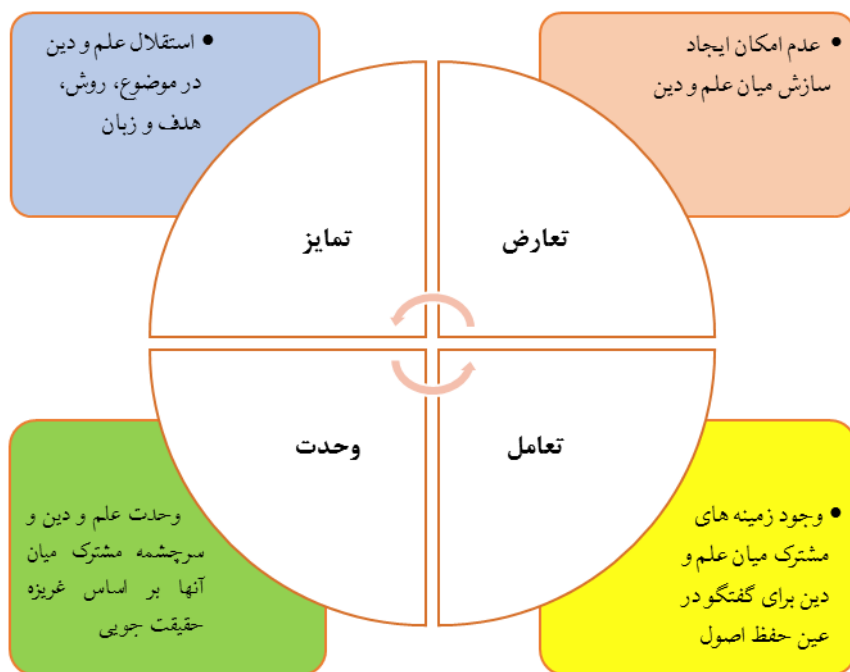 • عدم امکان ایجاد
سازش میان علم و دین
• استقلال علم و دین
در موضوع، روش،
هدف و زبان
تعارض
تمایز
تعامل
وحدت
• وجود زمینه های
مشترک میان علم و
دین برای گفتگو در
عین حفظ اصول
وحدت علم و دین و
سرچشمه مشترک میان
آنها بر اساس غریزه
حقیقت جویی